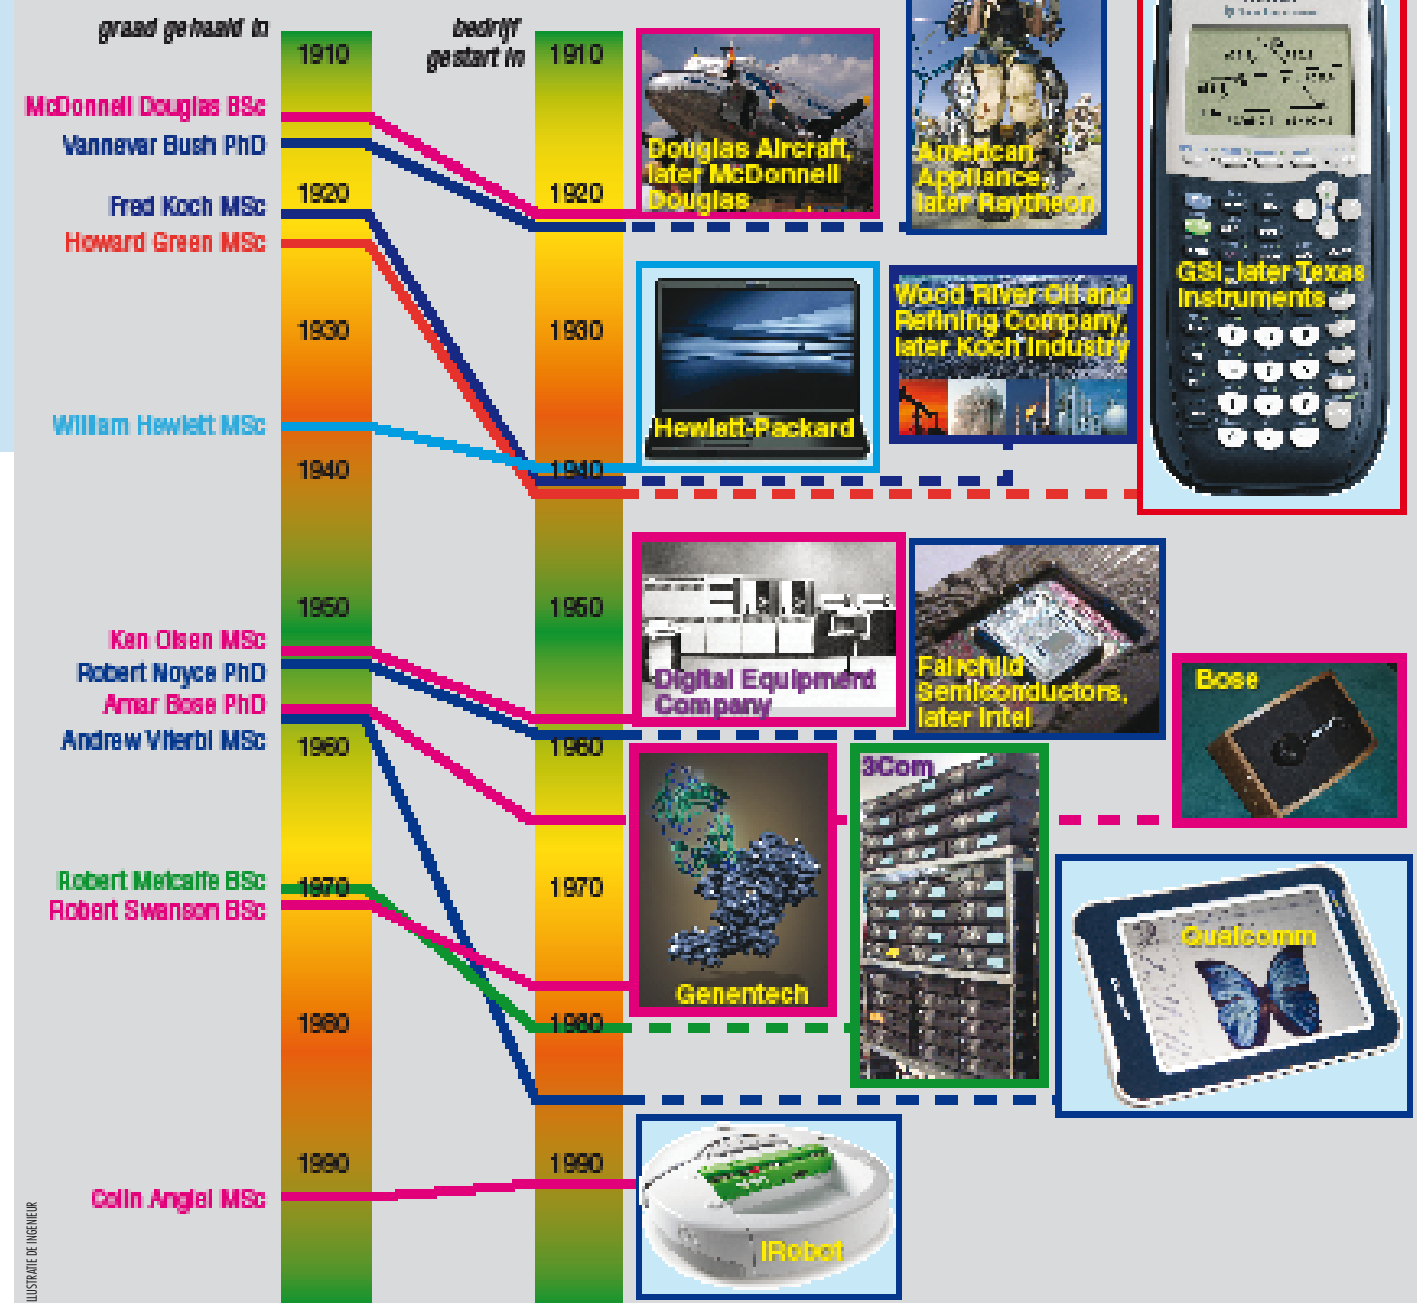 graad gehaald in
bedrijf
gestart in
1910
1910
McDonnell Douglas BSc
Vannevar Bush PhD
Douglas Aircraft,
later McDonnell
Douglas
American
Appliance,
later Raytheon
1920
1920
Fred Koch MSc
Howard Green MSc
GSI, later Texas
Instruments
Wood River Oil and
Refining Company,
later Koch Industry
1930
1930
William Hewlett MSc
Hewlett-Packard
1940
1940
1950
1950
Ken Olsen MSc
Robert Noyce PhD
Amar Bose PhD
Andrew Viterbi MSc
Digital Equipment
Company
Fairchild
Semiconductors,
later Intel
Bose
1960
1960
3Com
Robert Metcalfe BSc
Robert Swanson BSc
1970
1970
Qualcomm
Genentech
1980
1980
1990
1990
Colin Anglel MSc
iRobot
ILLUSTRATIE DE INGENIEUR